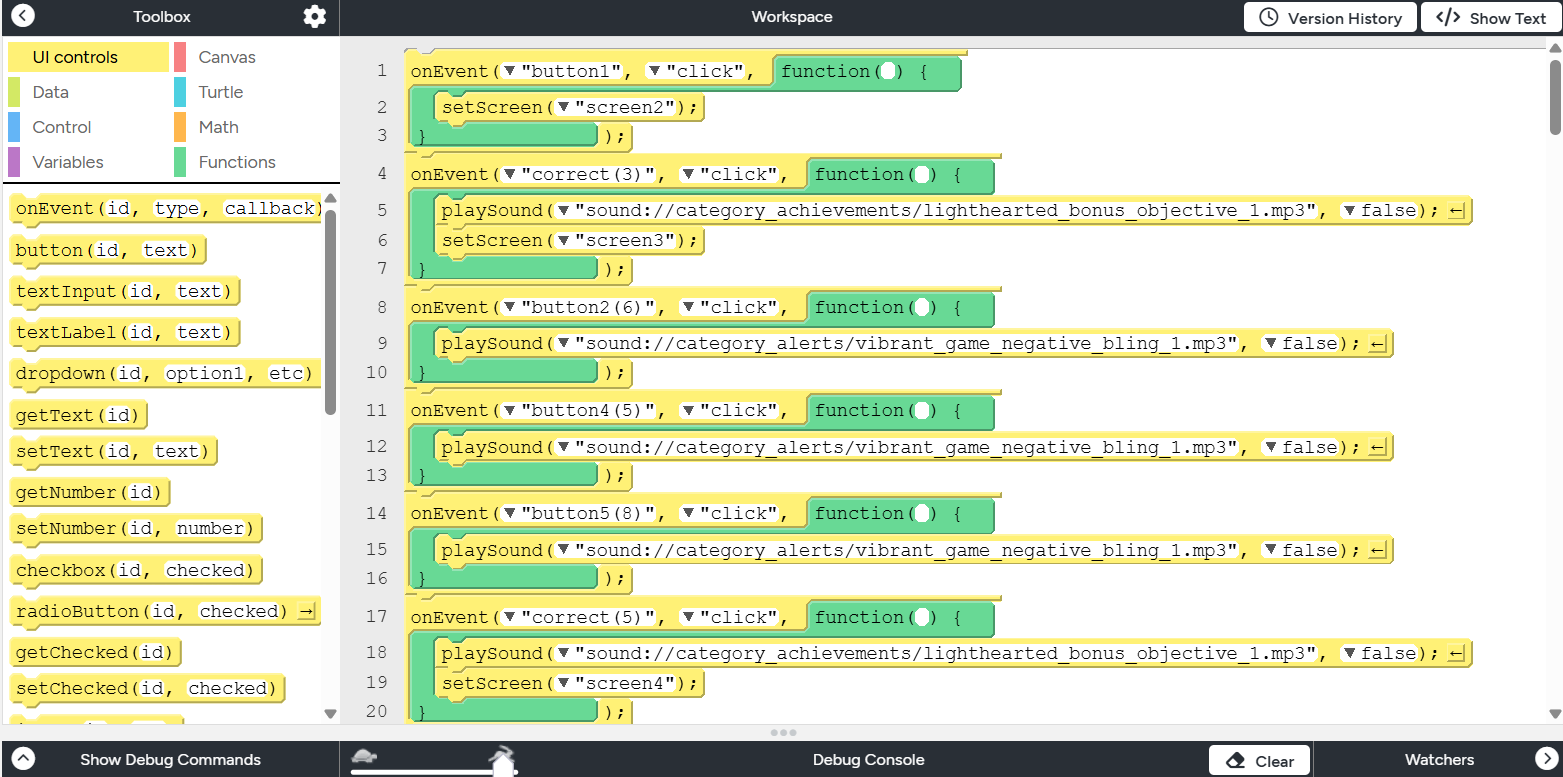 Toolbox
Workspace
Version History
</> Show Text
UI controls
Canvas
Data
Turtle
Control
Math
Variables
Functions
onEvent(id, type, callback)
button(id, text)
textInput(id, text)
textLabel(id, text)
dropdown(id, option1, etc)
getText(id)
setText(id, text)
getNumber(id)
setNumber(id, number)
checkbox(id, checked)
radioButton(id, checked) →
getChecked(id)
setChecked(id, checked)
1 onEvent(▼"button1", ▼"click", function() {
2 setScreen(▼"screen2");
3 } );
4 onEvent(▼"correct(3)", ▼"click", function() {
5 playSound(▼"sound://category_achievements/lighthearted_bonus_objective_1.mp3", ▼false); ←
6 setScreen(▼"screen3");
7 } );
8 onEvent(▼"button2(6)", ▼"click", function() {
9 playSound(▼"sound://category_alerts/vibrant_game_negative_bling_1.mp3", ▼false); ←
10 } );
11 onEvent(▼"button4(5)", ▼"click", function() {
12 playSound(▼"sound://category_alerts/vibrant_game_negative_bling_1.mp3", ▼false); ←
13 } );
14 onEvent(▼"button5(8)", ▼"click", function() {
15 playSound(▼"sound://category_alerts/vibrant_game_negative_bling_1.mp3", ▼false); ←
16 } );
17 onEvent(▼"correct(5)", ▼"click", function() {
18 playSound(▼"sound://category_achievements/lighthearted_bonus_objective_1.mp3", ▼false); ←
19 setScreen(▼"screen4");
20 } );
Show Debug Commands
Debug Console
Clear
Watchers